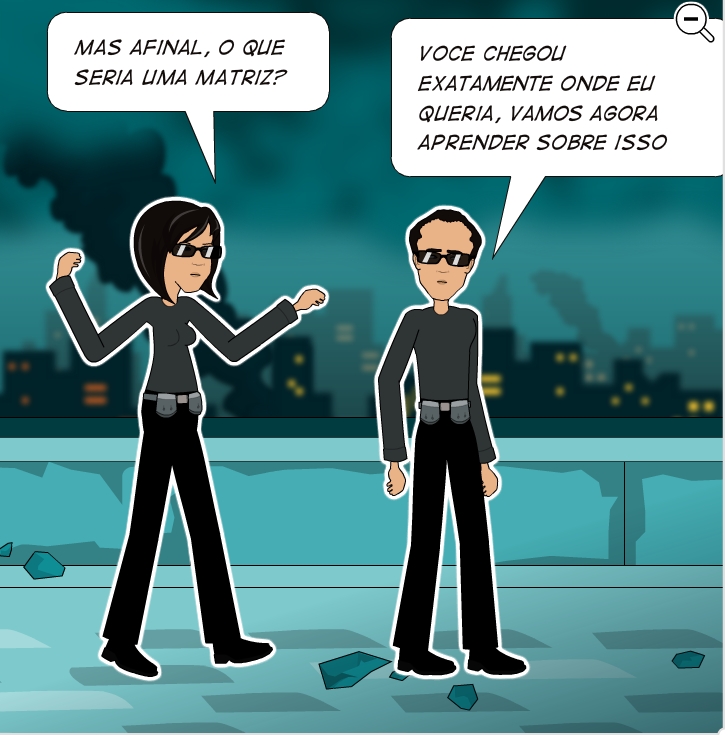 MAS AFINAL, O QUE
SERIA UMA MATRIZ?
VOCE CHEGOU
EXATAMENTE ONDE EU
QUERIA, VAMOS AGORA
APRENDER SOBRE ISSO